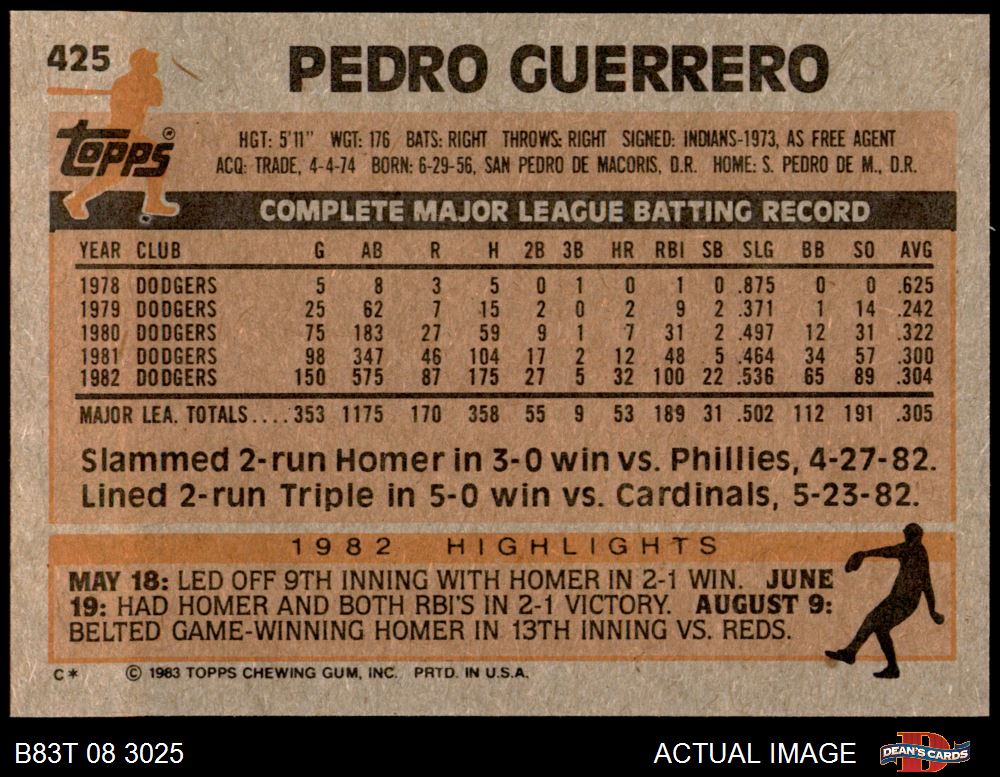 425
PEDRO GUERRERO
topps®
HGT: 5'11" WGT: 176 BATS: RIGHT THROWS: RIGHT SIGNED: INDIANS-1973, AS FREE AGENT
ACQ: TRADE, 4-4-74 BORN: 6-29-56, SAN PEDRO DE MACORIS, D.R. HOME: S. PEDRO DE M., D.R.
COMPLETE MAJOR LEAGUE BATTING RECORD
YEAR CLUB G AB R H 2B 3B HR RBI SB SLG BB SO AVG
1978 DODGERS 5 8 3 5 0 1 0 1 0 .875 0 0 .625
1979 DODGERS 25 62 7 15 2 0 2 9 2 .371 1 14 .242
1980 DODGERS 75 183 27 59 9 1 7 31 2 .497 12 31 .322
1981 DODGERS 98 347 46 104 17 2 12 48 5 .464 34 57 .300
1982 DODGERS 150 575 87 175 27 5 32 100 22 .536 65 89 .304
MAJOR LEA. TOTALS.... 353 1175 170 358 55 9 53 189 31 .502 112 191 .305
Slammed 2-run Homer in 3-0 win vs. Phillies, 4-27-82.
Lined 2-run Triple in 5-0 win vs. Cardinals, 5-23-82.
1982 HIGHLIGHTS
MAY 18: LED OFF 9TH INNING WITH HOMER IN 2-1 WIN. JUNE
19: HAD HOMER AND BOTH RBI'S IN 2-1 VICTORY. AUGUST 9:
BELTED GAME-WINNING HOMER IN 13TH INNING VS. REDS.
C* © 1983 TOPPS CHEWING GUM, INC. PRTD. IN U.S.A.
B83T 08 3025 ACTUAL IMAGE DEAN'S CARDS